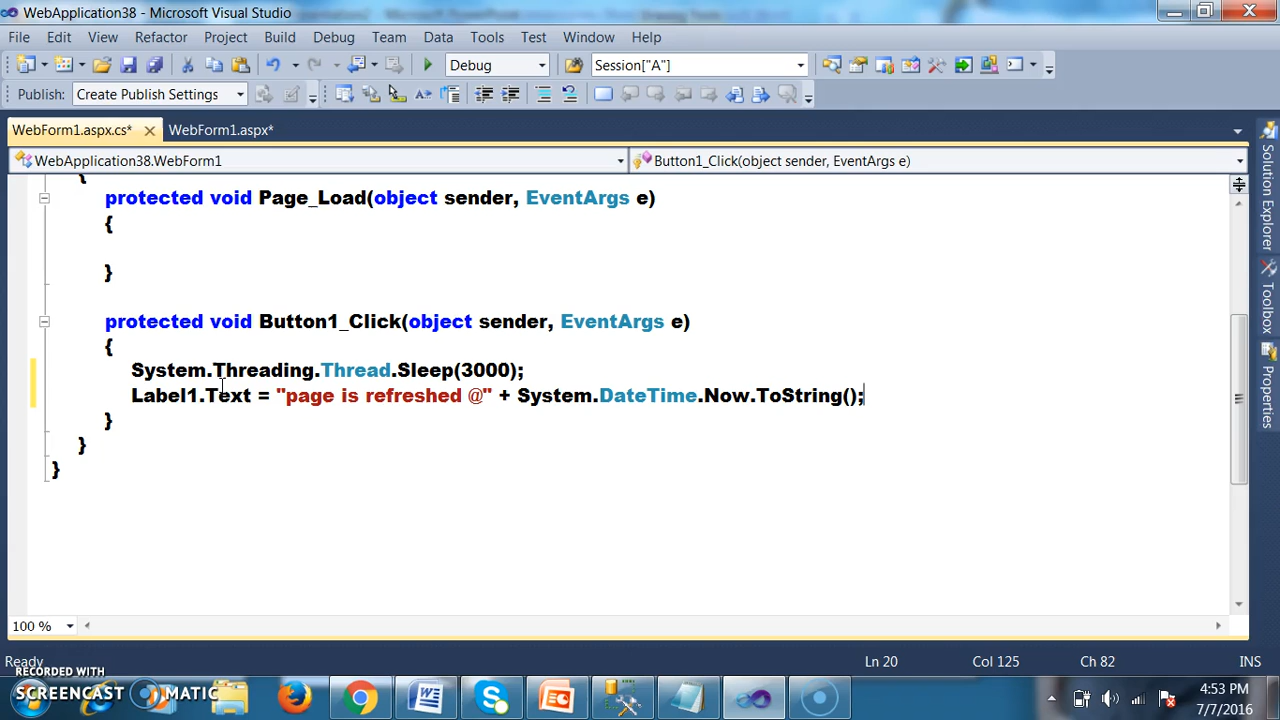 WebApplication38 - Microsoft Visual Studio
File Edit View Refactor Project Build Debug Team Data Tools Test Window Help
Debug Session["A"]
Publish: Create Publish Settings
WebForm1.aspx.cs* WebForm1.aspx*
WebApplication38.WebForm1 Button1_Click(object sender, EventArgs e)
{
protected void Page_Load(object sender, EventArgs e)
{
}
protected void Button1_Click(object sender, EventArgs e)
{
System.Threading.Thread.Sleep(3000);
Label1.Text = "page is refreshed @" + System.DateTime.Now.ToString();
}
}
}
Solution Explorer
Toolbox
Properties
100 %
Ready Ln 20 Col 125 Ch 82 INS
RECORDED WITH
SCREENCAST MATIC
4:53 PM
7/7/2016